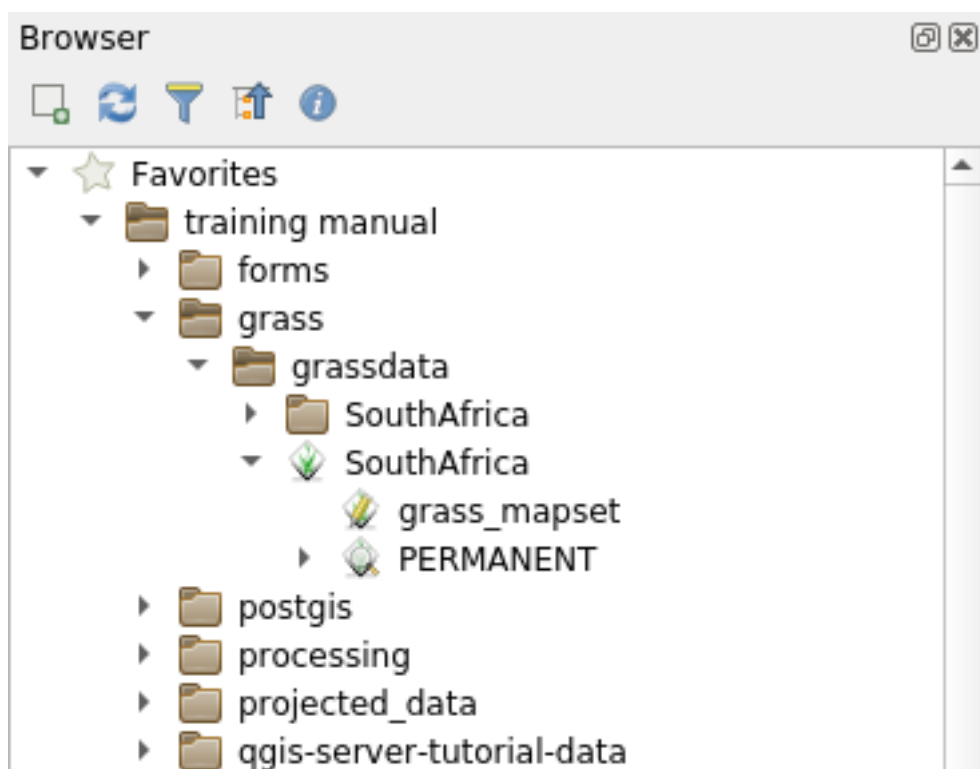 Browser
Favorites
training manual
forms
grass
grassdata
SouthAfrica
SouthAfrica
grass_mapset
PERMANENT
postgis
processing
projected_data
qgis-server-tutorial-data